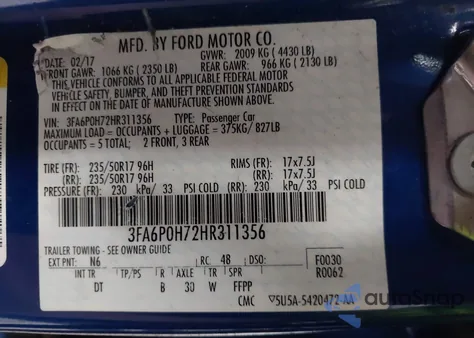 MFD. BY FORD MOTOR CO.
DATE: 02/17 GVWR: 2009 KG ( 4430 LB)
FRONT GAWR: 1066 KG ( 2350 LB) REAR GAWR: 966 KG ( 2130 LB)
THIS VEHICLE CONFORMS TO ALL APPLICABLE FEDERAL MOTOR
VEHICLE SAFETY, BUMPER, AND THEFT PREVENTION STANDARDS
IN EFFECT ON THE DATE OF MANUFACTURE SHOWN ABOVE.
VIN: 3FA6P0H72HR311356 TYPE: Passenger Car
MAXIMUM LOAD = OCCUPANTS + LUGGAGE = 375KG/ 827LB
OCCUPANTS = 5 TOTAL; 2 FRONT, 3 REAR
TIRE (FR): 235/50R17 96H RIMS (FR): 17x7.5J
(RR): 235/50R17 96H (RR): 17x7.5J
PRESSURE (FR): 230 kPa/ 33 PSI COLD (RR): 230 kPa/ 33 PSI COLD
3FA6P0H72HR311356
TRAILER TOWING - SEE OWNER GUIDE
EXT PNT: N6 RC: 4B DSO: F0030
INT TR TP/PS R AXLE TR SPR R0062
DT B 30 W FFPP
CMC 5U5A-5420472-AA
autoSnap